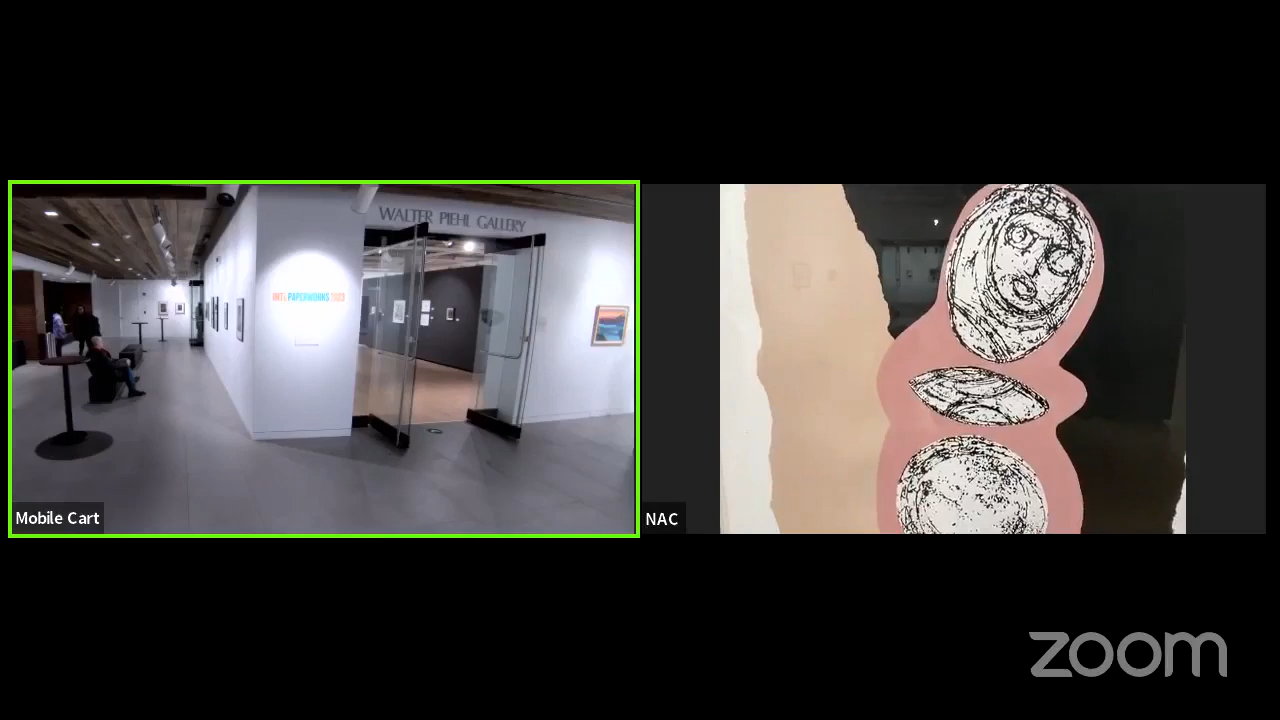 WALTER PIEHL GALLERY
PAPERWORKS
Mobile Cart
NAC
zoom